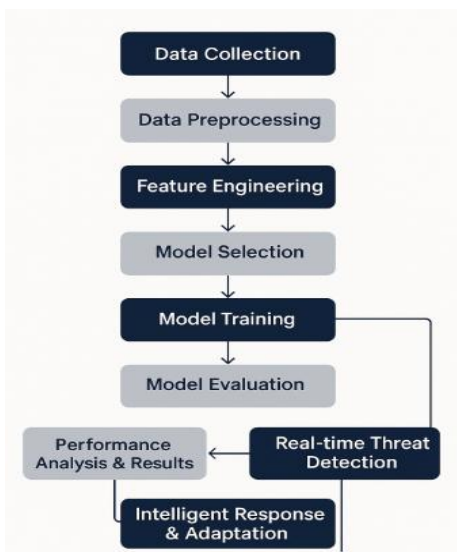 Data Collection
Data Preprocessing
Feature Engineering
Model Selection
Model Training
Model Evaluation
Performance
Analysis & Results
Real-time Threat
Detection
Intelligent Response
& Adaptation